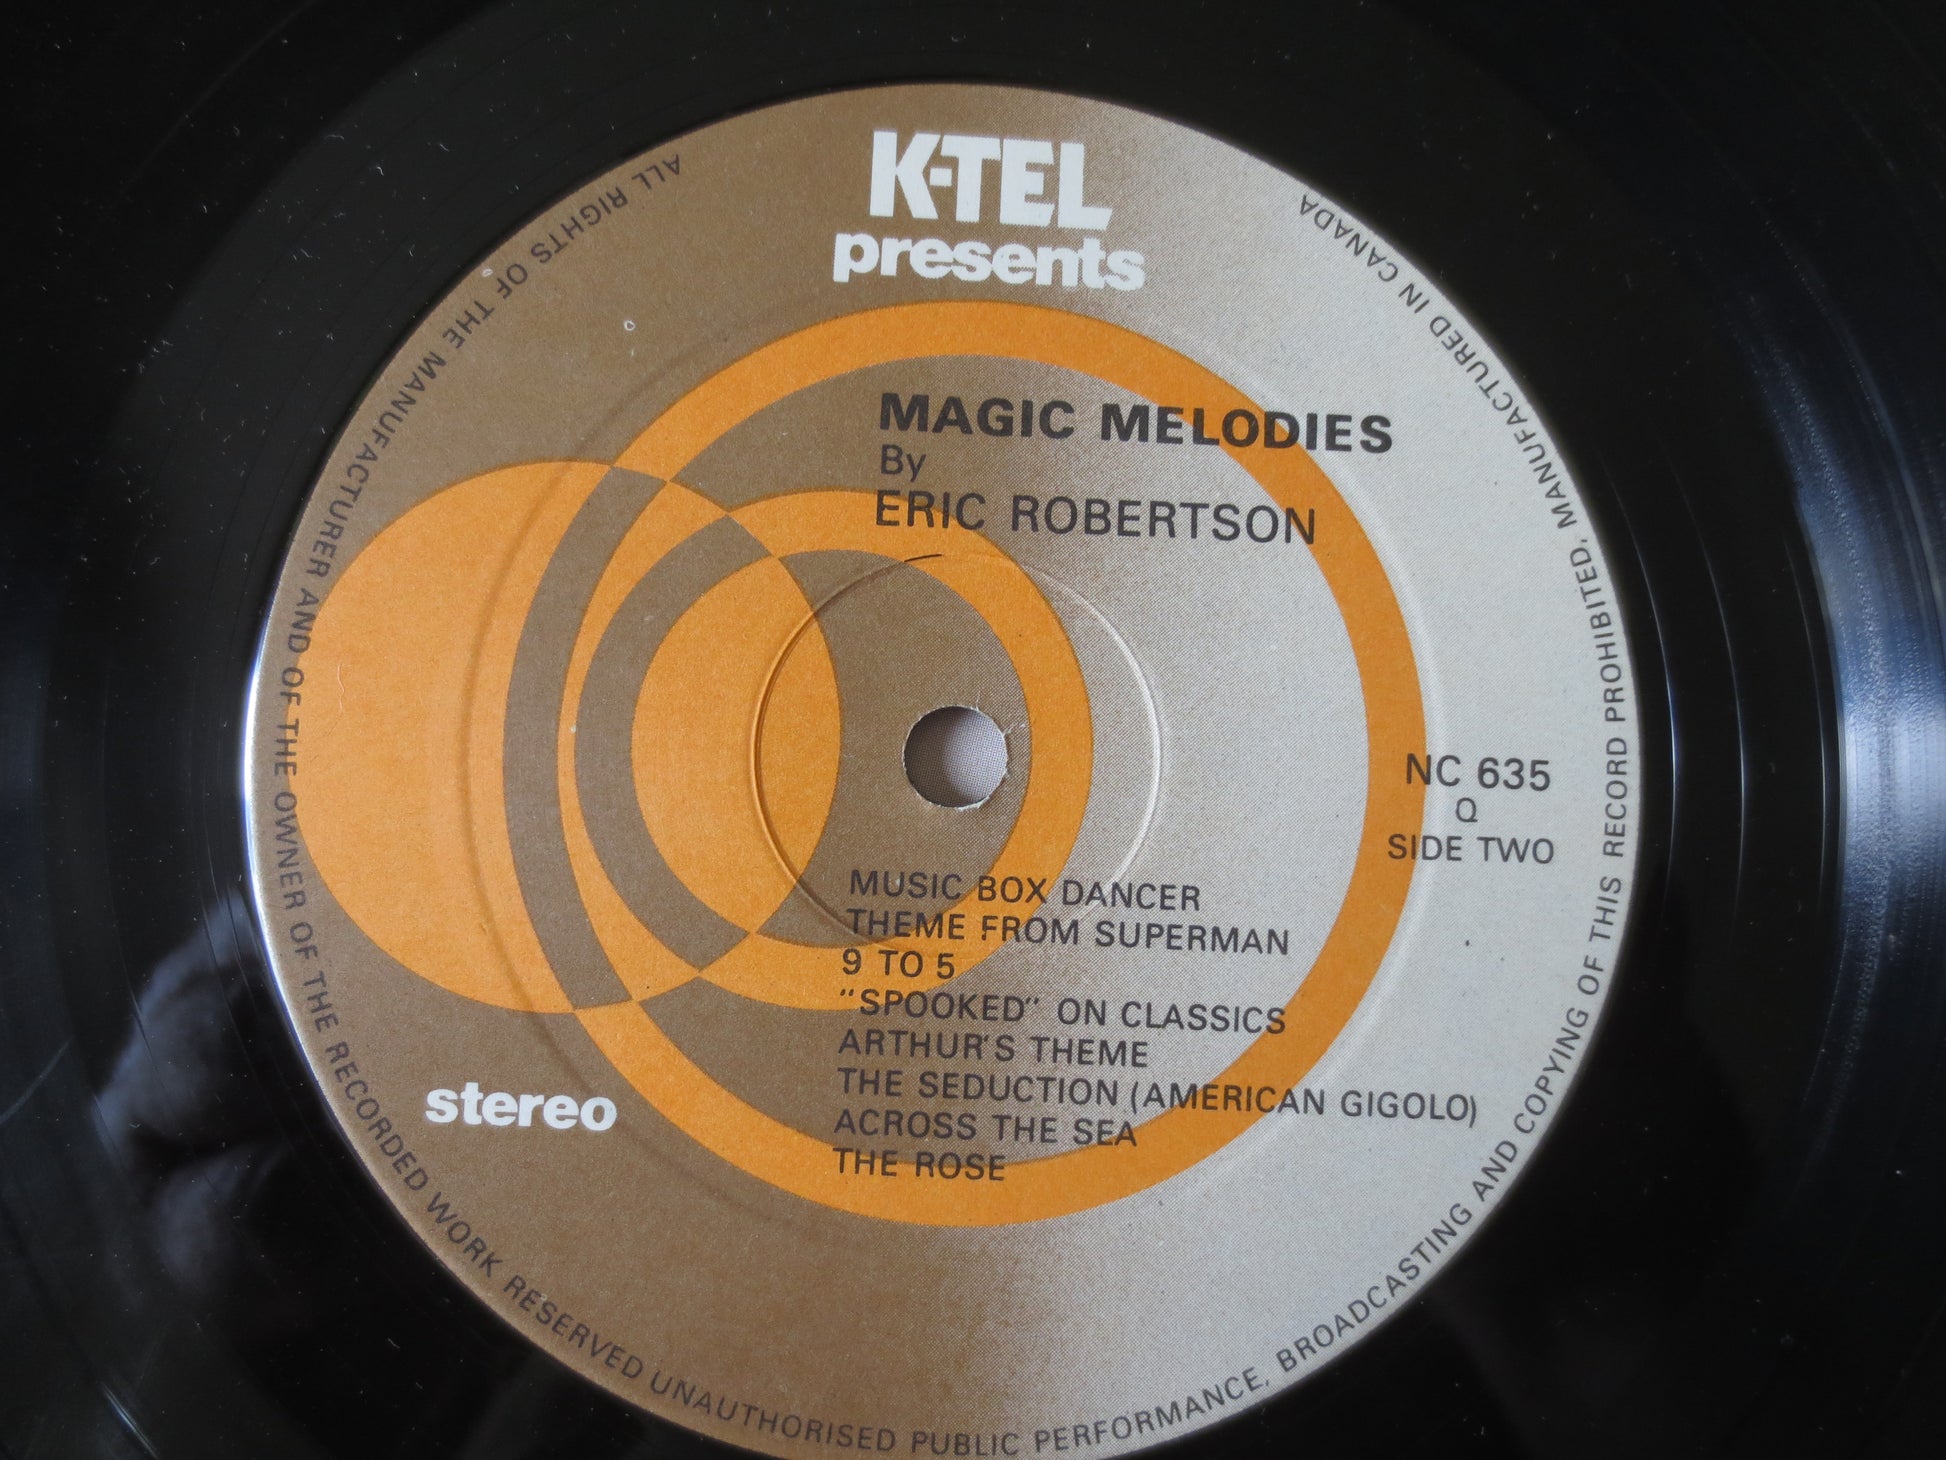 K-TEL
presents
MAGIC MELODIES
By
ERIC ROBERTSON
NC 635
Q
SIDE TWO
MUSIC BOX DANCER
THEME FROM SUPERMAN
9 TO 5
"SPOOKED" ON CLASSICS
ARTHUR'S THEME
THE SEDUCTION (AMERICAN GIGOLO)
ACROSS THE SEA
THE ROSE
stereo
ALL RIGHTS OF THE MANUFACTURER AND OF THE OWNER OF THE RECORDED WORK RESERVED UNAUTHORISED PUBLIC PERFORMANCE, BROADCASTING AND COPYING OF THIS RECORD PROHIBITED, MANUFACTURED IN CANADA